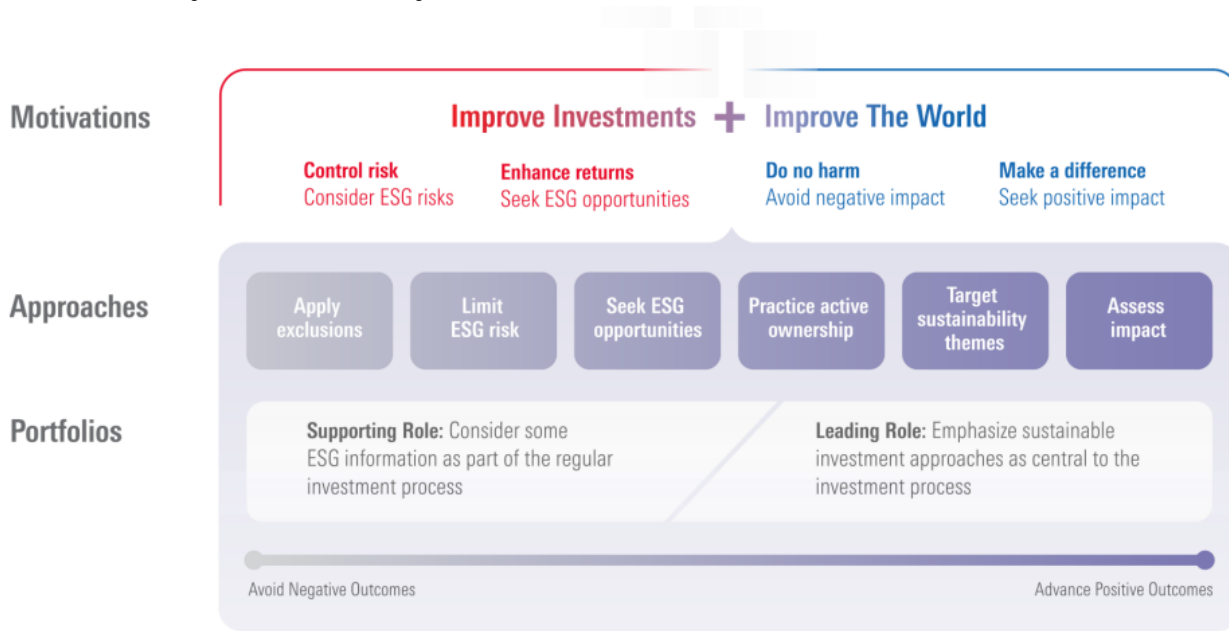 Motivations
Improve Investments + Improve The World
Control risk
Consider ESG risks
Enhance returns
Seek ESG opportunities
Do no harm
Avoid negative impact
Make a difference
Seek positive impact
Approaches
Apply
exclusions
Limit
ESG risk
Seek ESG
opportunities
Practice active
ownership
Target
sustainability
themes
Assess
impact
Portfolios
Supporting Role: Consider some
ESG information as part of the regular
investment process
Leading Role: Emphasize sustainable
investment approaches as central to the
investment process
Avoid Negative Outcomes
Advance Positive Outcomes